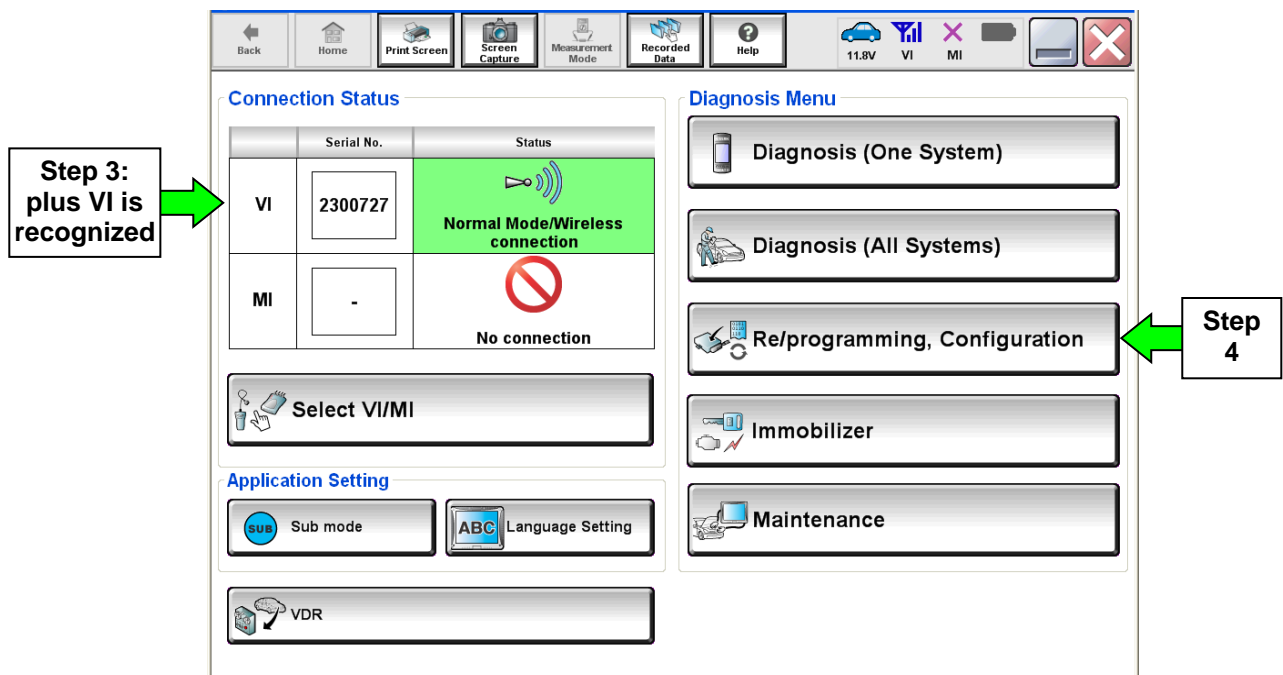 Back
Home
Print Screen
Screen
Capture
Measurement
Mode
Recorded
Data
?
Help
11.8V
VI
MI
Connection Status
Serial No.
Status
VI
2300727
Normal Mode/Wireless
connection
MI
-
No connection
Select VI/MI
Application Setting
SUB
Sub mode
ABC
Language Setting
VDR
Diagnosis Menu
Diagnosis (One System)
Diagnosis (All Systems)
Re/programming, Configuration
Immobilizer
Maintenance
Step 3:
plus VI is
recognized
Step
4